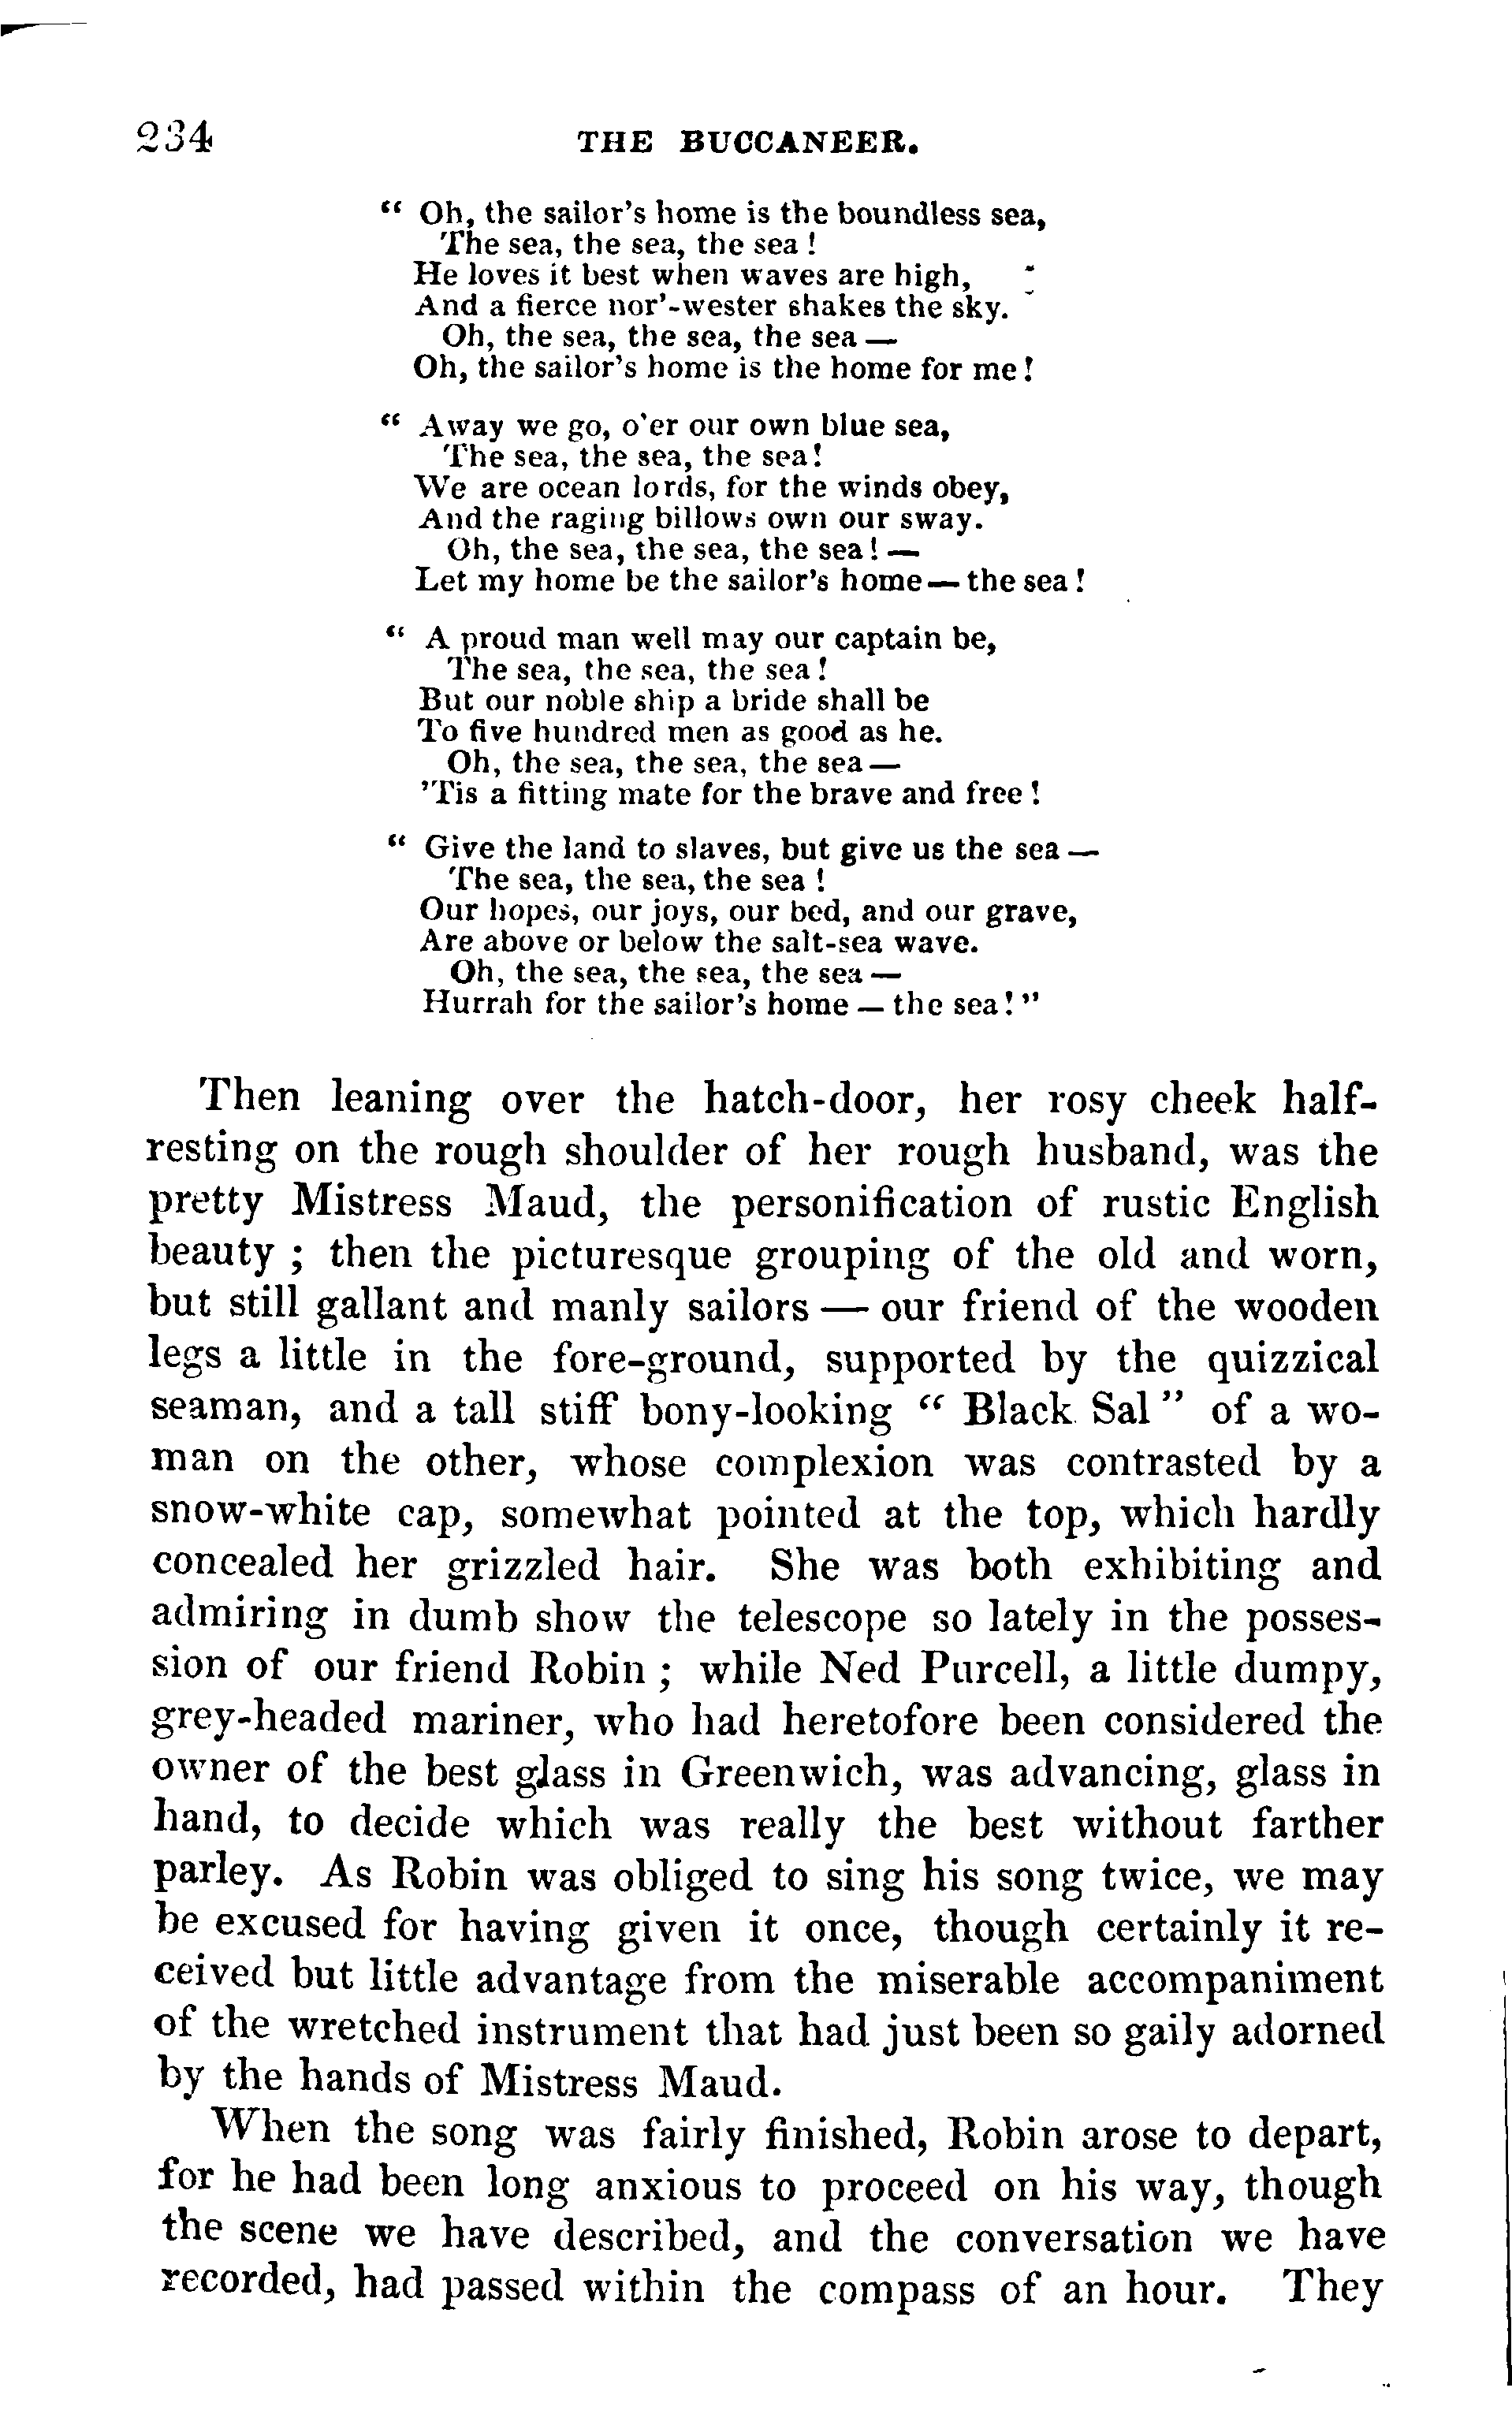 234 THE BUCCANEER.
“ Oh, the sailor's home is the boundless sea,
The sea, the sea, the sea !
He loves it best when waves are high,
And a fierce nor'-wester shakes the sky.
Oh, the sea, the sea, the sea —
Oh, the sailor's home is the home for me !
“ Away we go, o'er our own blue sea,
The sea, the sea, the sea!
We are ocean lords, for the winds obey,
And the raging billows own our sway.
Oh, the sea, the sea, the sea! —
Let my home be the sailor's home — the sea !
“ A proud man well may our captain be,
The sea, the sea, the sea !
But our noble ship a bride shall be
To five hundred men as good as he.
Oh, the sea, the sea, the sea —
'Tis a fitting mate for the brave and free !
“ Give the land to slaves, but give us the sea —
The sea, the sea, the sea !
Our hopes, our joys, our bed, and our grave,
Are above or below the salt-sea wave.
Oh, the sea, the sea, the sea —
Hurrah for the sailor's home — the sea! ”
Then leaning over the hatch-door, her rosy cheek half-
resting on the rough shoulder of her rough husband, was the
pretty Mistress Maud, the personification of rustic English
beauty ; then the picturesque grouping of the old and worn,
but still gallant and manly sailors — our friend of the wooden
legs a little in the fore-ground, supported by the quizzical
seaman, and a tall stiff bony-looking “ Black Sal ” of a wo-
man on the other, whose complexion was contrasted by a
snow-white cap, somewhat pointed at the top, which hardly
concealed her grizzled hair. She was both exhibiting and
admiring in dumb show the telescope so lately in the posses-
sion of our friend Robin ; while Ned Purcell, a little dumpy,
grey-headed mariner, who had heretofore been considered the
owner of the best glass in Greenwich, was advancing, glass in
hand, to decide which was really the best without farther
parley. As Robin was obliged to sing his song twice, we may
be excused for having given it once, though certainly it re-
ceived but little advantage from the miserable accompaniment
of the wretched instrument that had just been so gaily adorned
by the hands of Mistress Maud.
When the song was fairly finished, Robin arose to depart,
for he had been long anxious to proceed on his way, though
the scene we have described, and the conversation we have
recorded, had passed within the compass of an hour. They